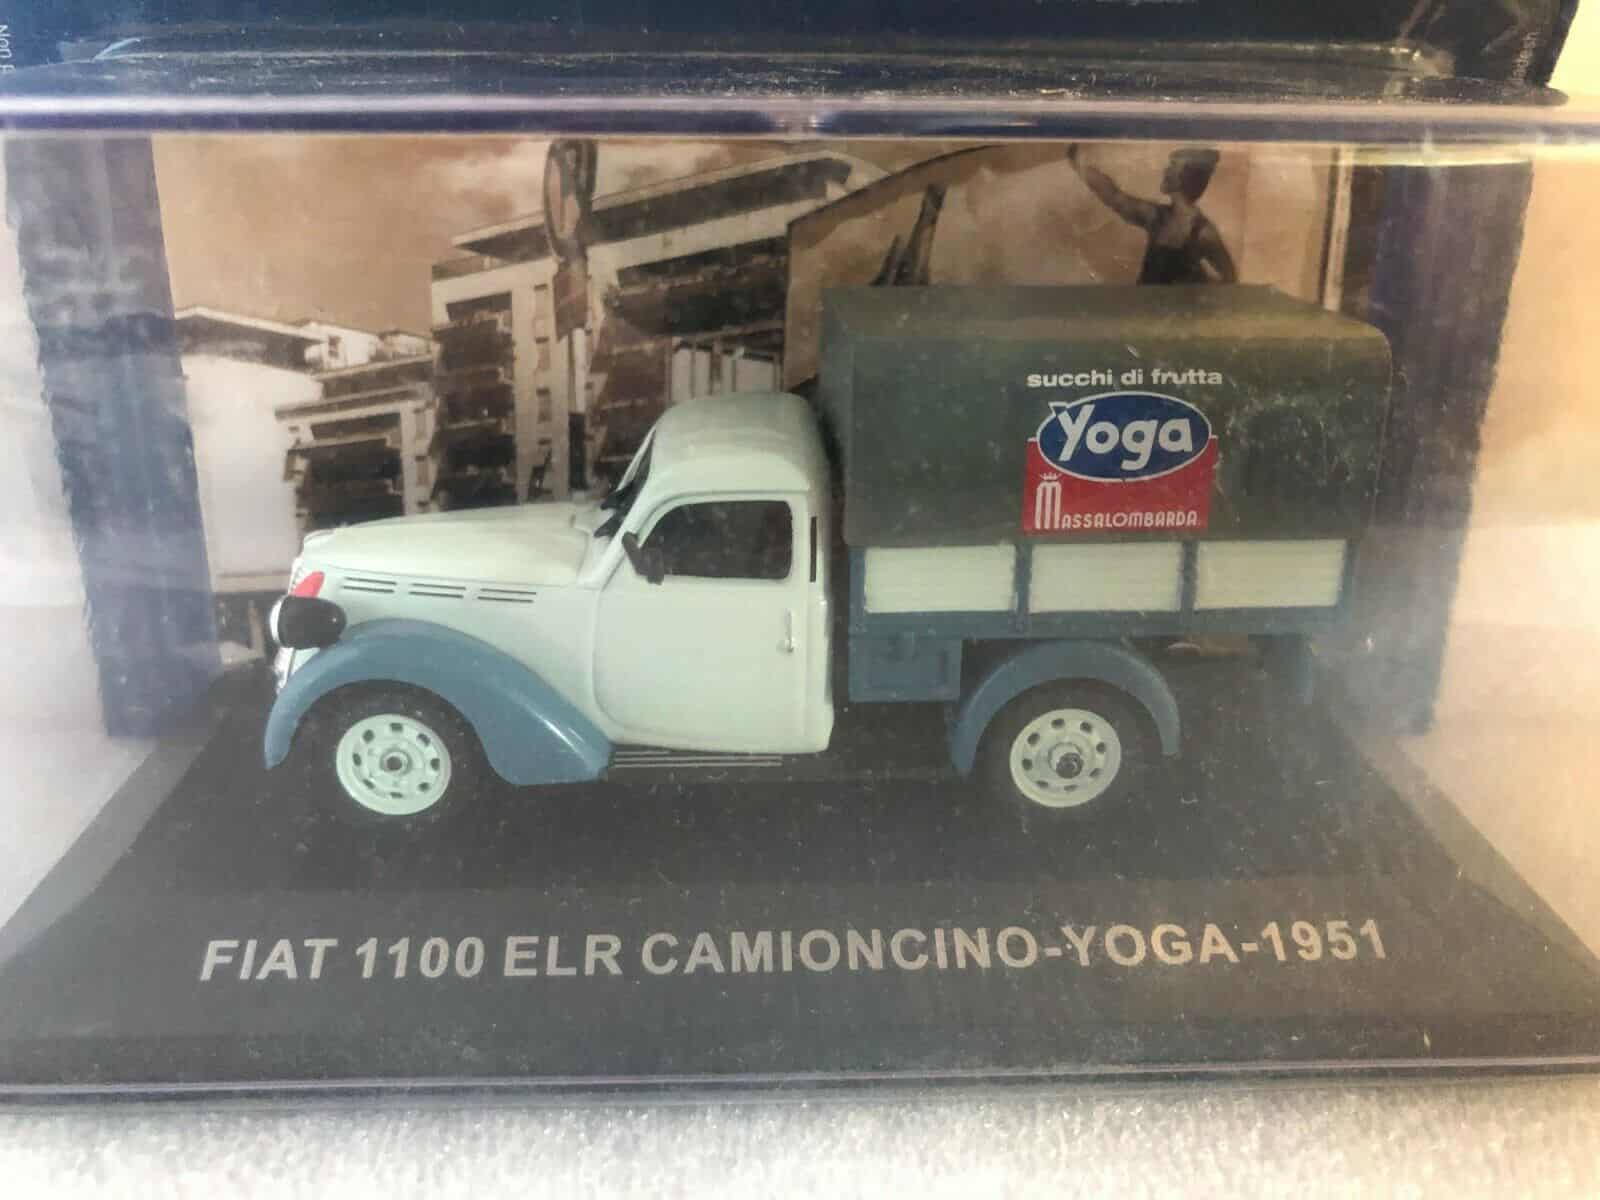 succhi di frutta
Yoga
MASSALOMBARDA
FIAT 1100 ELR CAMIONCINO-YOGA-1951